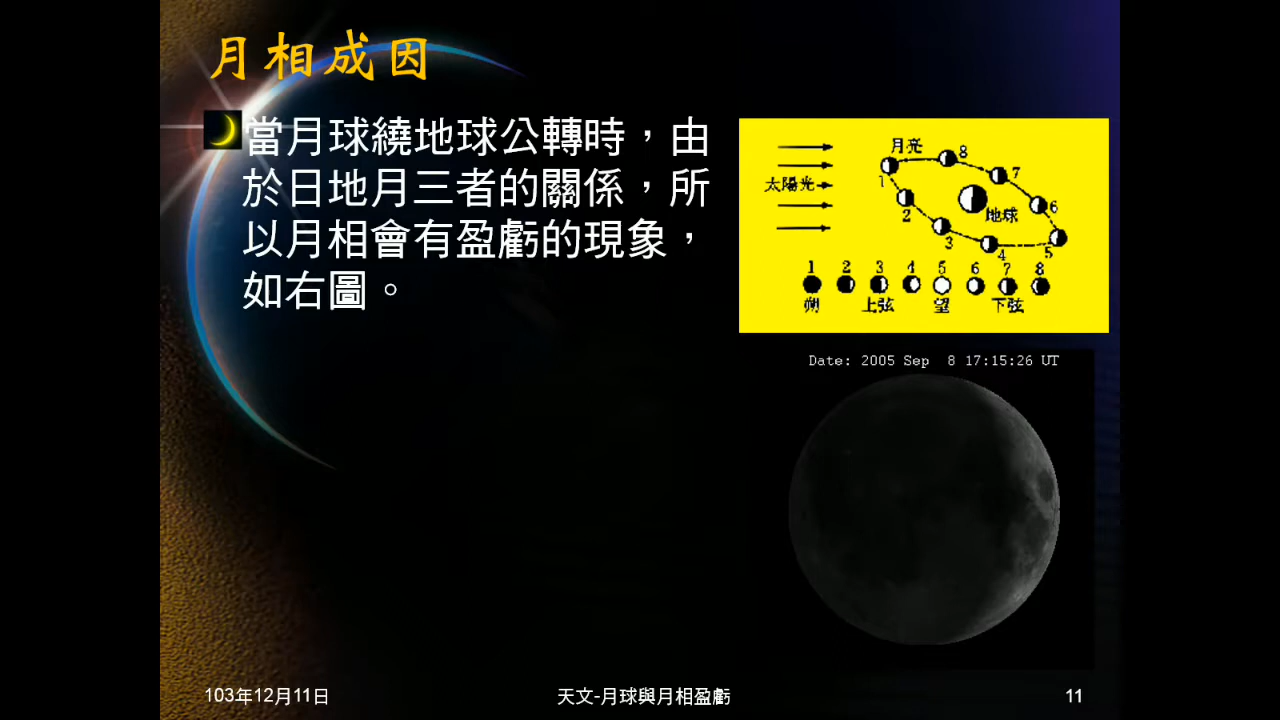 月相成因
當月球繞地球公轉時，由
於日地月三者的關係，所
以月相會有盈虧的現象，
如右圖。
月亮
太陽光
地球
1
2
3
4
5
6
7
8
1 2 3 4 5 6 7 8
朔 上弦 望 下弦
Date: 2005 Sep 8 17:15:26 UT
103年12月11日
天文-月球與月相盈虧
11